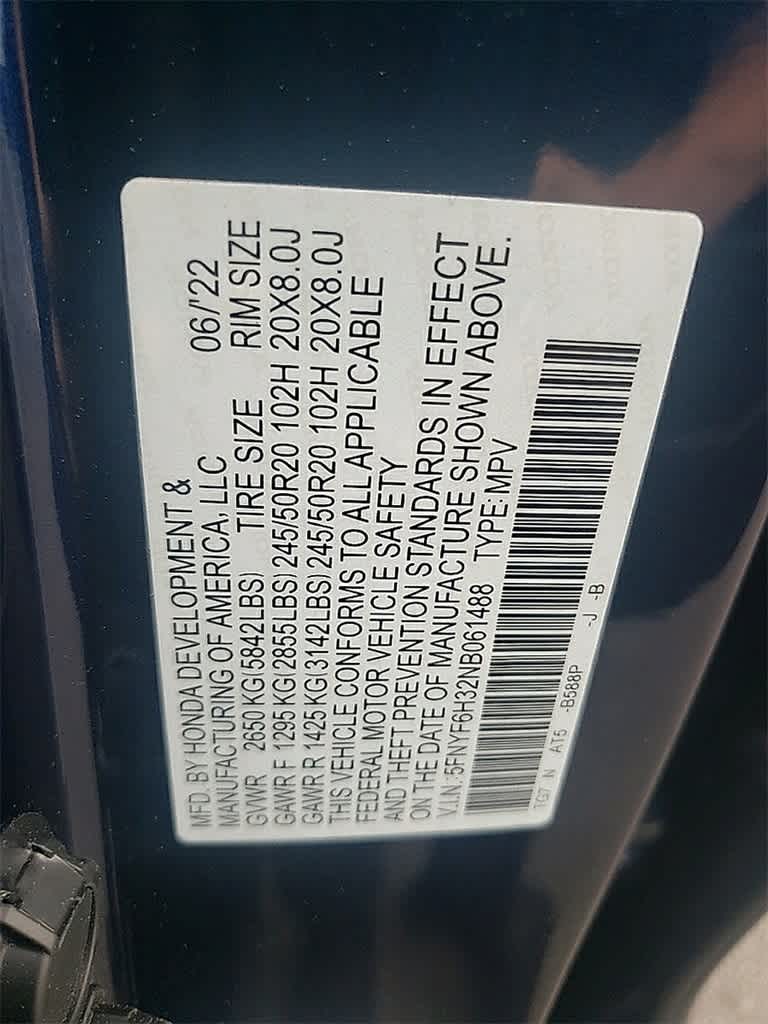 MFD. BY HONDA DEVELOPMENT &
MANUFACTURING OF AMERICA, LLC 06/'22
GVWR 2650 KG (5842LBS) TIRE SIZE RIM SIZE
GAWR F 1295 KG (2855LBS) 245/50R20 102H 20X8.0J
GAWR R 1425 KG (3142LBS) 245/50R20 102H 20X8.0J
THIS VEHICLE CONFORMS TO ALL APPLICABLE
FEDERAL MOTOR VEHICLE SAFETY
AND THEFT PREVENTION STANDARDS IN EFFECT
ON THE DATE OF MANUFACTURE SHOWN ABOVE.
V.I.N.: 5FNYF6H32NB061488 TYPE: MPV
TG7 N AT5 -B588P -J -B